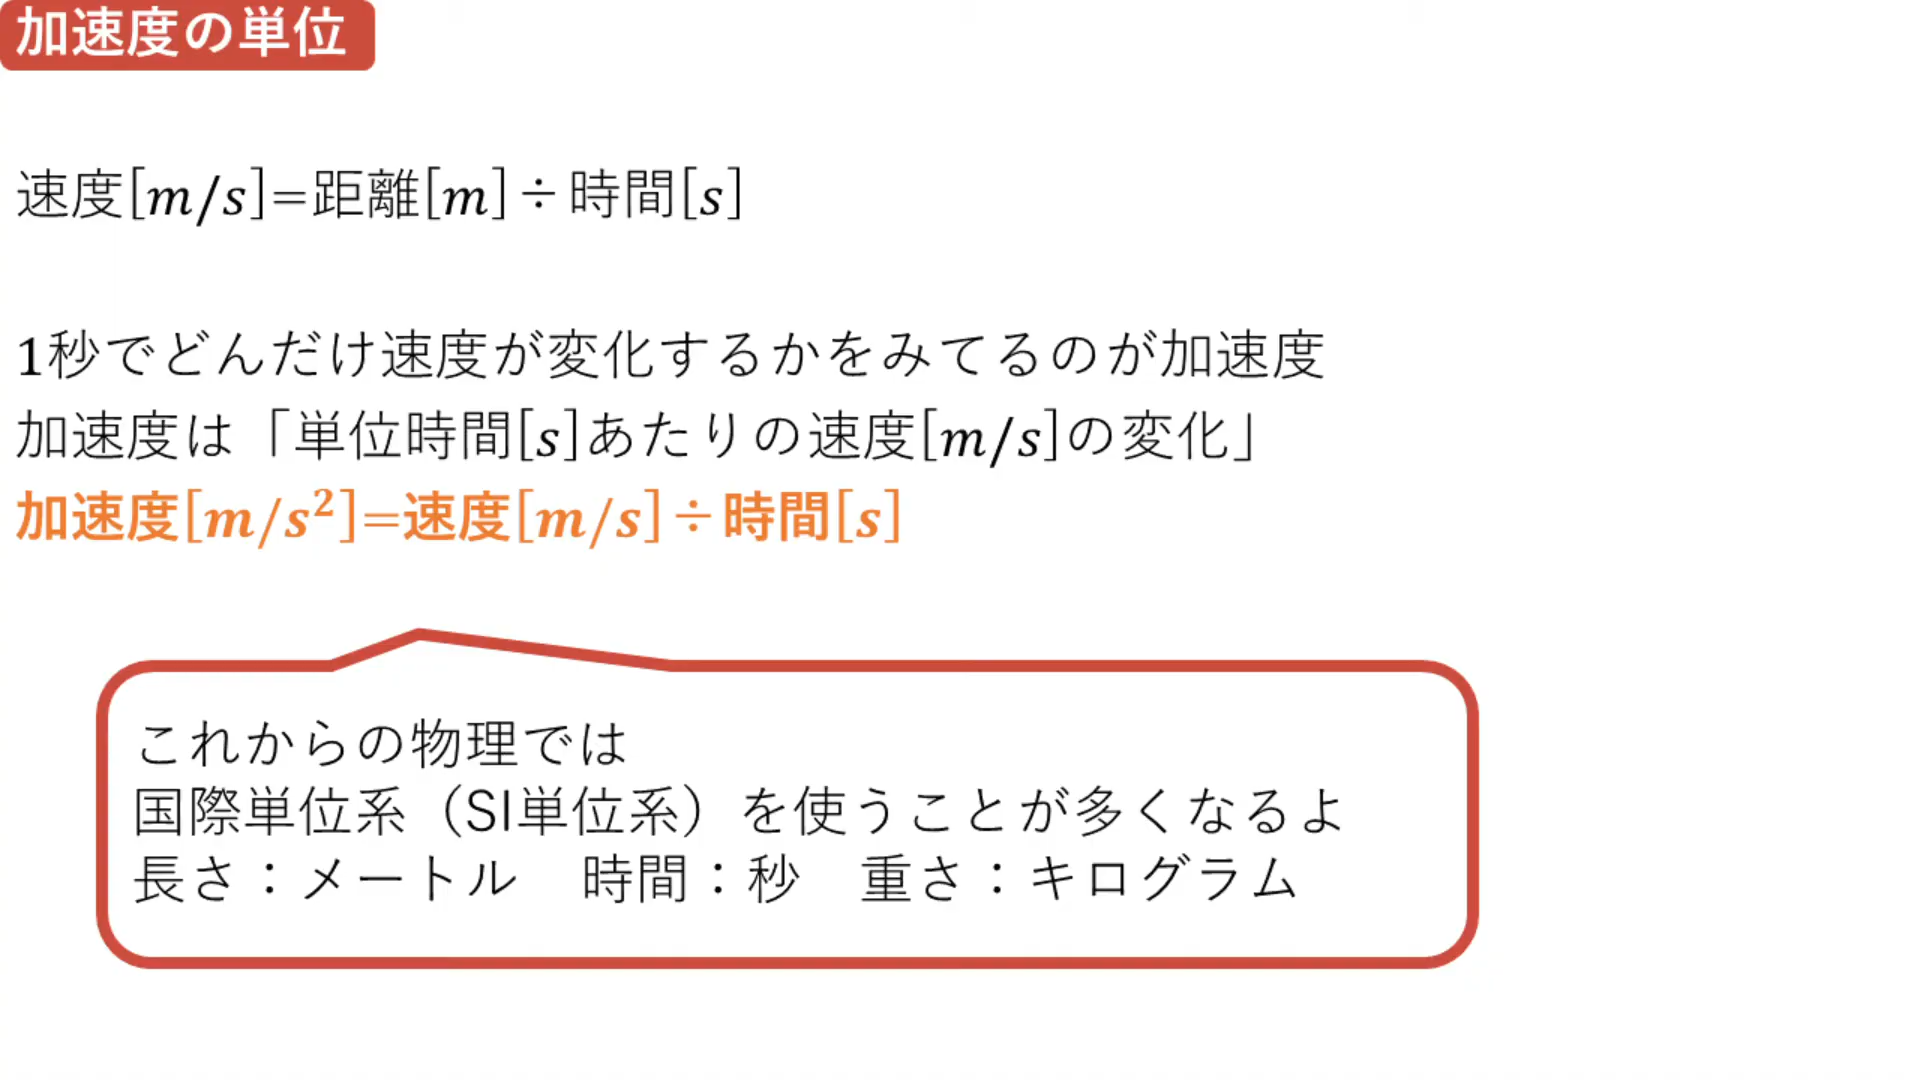 加速度の単位
速度[m/s]=距離[m]÷時間[s]
1秒でどんだけ速度が変化するかをみてるのが加速度
加速度は「単位時間[s]あたりの速度[m/s]の変化」
加速度[m/s²]=速度[m/s]÷時間[s]
これからの物理では
国際単位系（SI単位系）を使うことが多くなるよ
長さ：メートル　時間：秒　重さ：キログラム